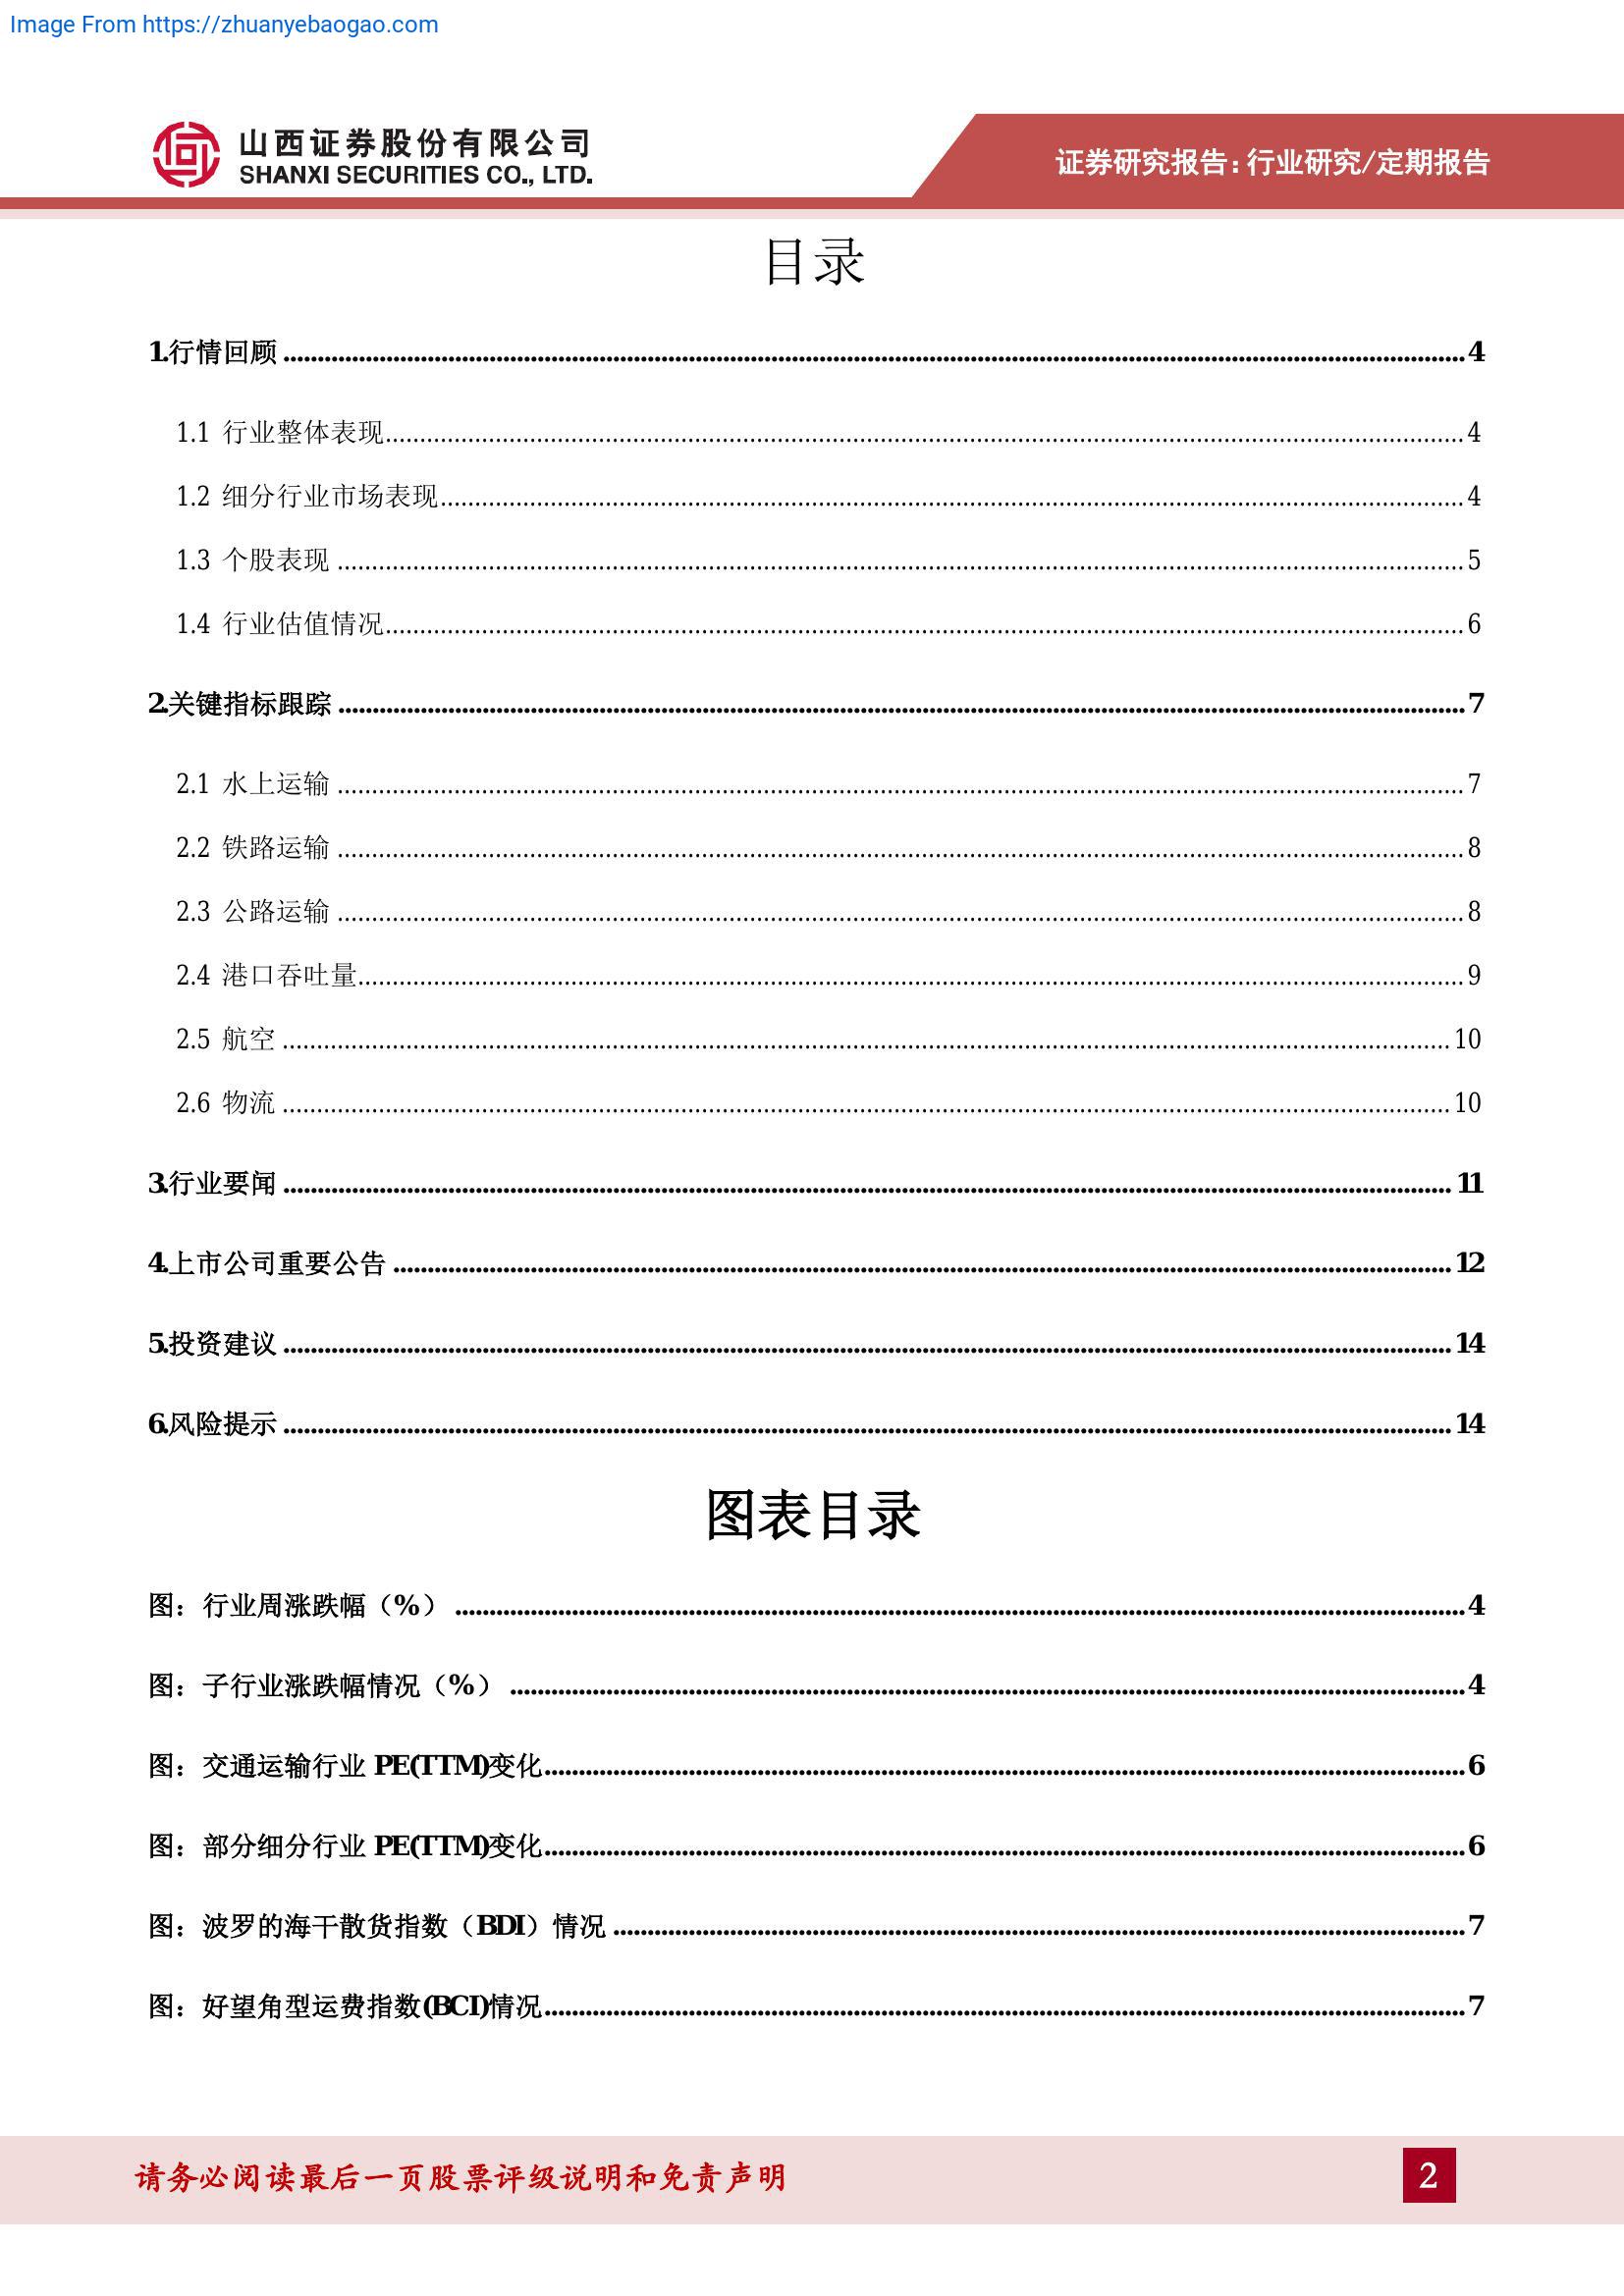 Image From https://zhuanyebaogao.com
山西证券股份有限公司
SHANXI SECURITIES CO., LTD.
证券研究报告：行业研究/定期报告
目录
1.行情回顾........................................4
1.1 行业整体表现........................................4
1.2 细分行业市场表现........................................4
1.3 个股表现........................................5
1.4 行业估值情况........................................6
2.关键指标跟踪........................................7
2.1 水上运输........................................7
2.2 铁路运输........................................8
2.3 公路运输........................................8
2.4 港口吞吐量........................................9
2.5 航空........................................10
2.6 物流........................................10
3.行业要闻........................................11
4.上市公司重要公告........................................12
5.投资建议........................................14
6.风险提示........................................14
图表目录
图：行业周涨跌幅（%）........................................4
图：子行业涨跌幅情况（%）........................................4
图：交通运输行业 PE(TTM)变化........................................6
图：部分细分行业 PE(TTM)变化........................................6
图：波罗的海干散货指数（BDI）情况........................................7
图：好望角型运费指数(BCI)情况........................................7
请务必阅读最后一页股票评级说明和免责声明
2